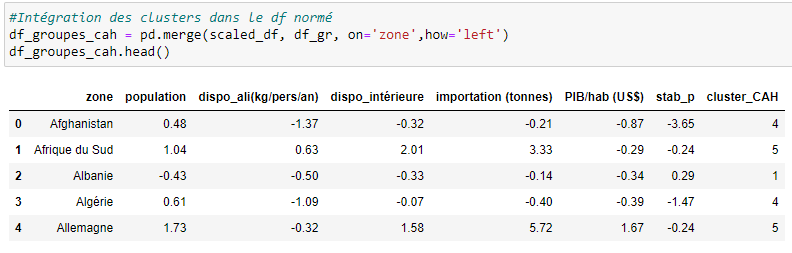 #Intégration des clusters dans le df normé
df_groupes_cah = pd.merge(scaled_df, df_gr, on='zone',how='left')
df_groupes_cah.head()
zone population dispo_ali(kg/pers/an) dispo_intérieure importation (tonnes) PIB/hab (US$) stab_p cluster_CAH
0 Afghanistan 0.48 -1.37 -0.32 -0.21 -0.87 -3.65 4
1 Afrique du Sud 1.04 0.63 2.01 3.33 -0.29 -0.24 5
2 Albanie -0.43 -0.50 -0.33 -0.14 -0.34 0.29 1
3 Algérie 0.61 -1.09 -0.07 -0.40 -0.39 -1.47 4
4 Allemagne 1.73 -0.32 1.58 5.72 1.67 -0.24 5